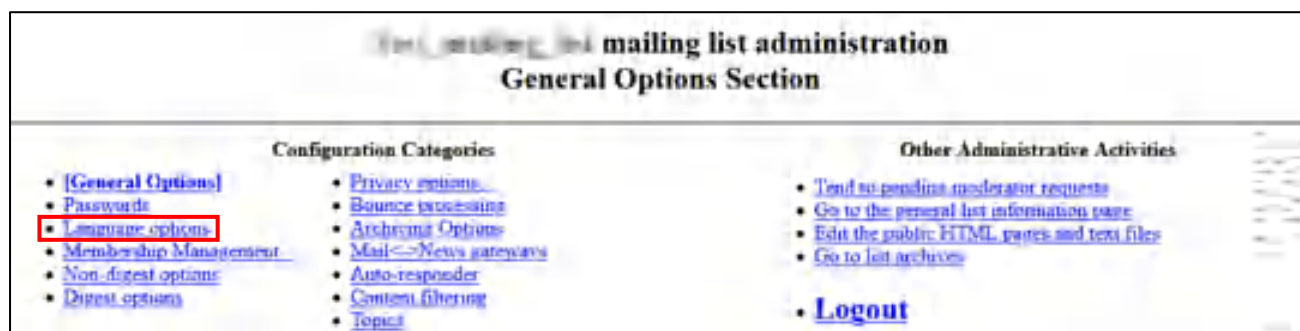 mailing list administration
General Options Section
Configuration Categories
[General Options]
Passwords
Language options
Membership Management...
Non-digest options
Digest options
Privacy options...
Bounce processing
Archiving Options
Mail<->News gateways
Auto-responder
Content filtering
Topics
Other Administrative Activities
Tend to pending moderator requests
Go to the general list information page
Edit the public HTML pages and text files
Go to list archives
Logout